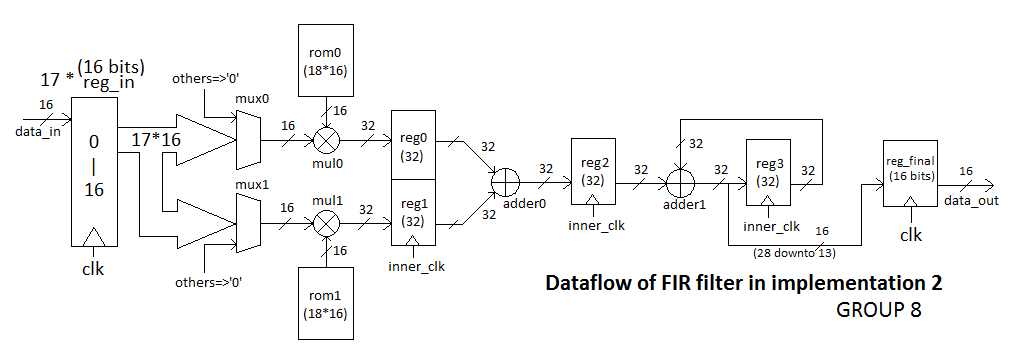 17 * (16 bits)
reg_in
16
data_in
0
|
16
clk
17*16
others=>'0'
mux0
16
rom0
(18*16)
16
mul0
32
reg0
(32)
32
mux1
others=>'0'
16
mul1
16
rom1
(18*16)
32
reg1
(32)
inner_clk
32
adder0
32
reg2
(32)
inner_clk
32
adder1
32
32
reg3
(32)
inner_clk
32
16
(28 downto 13)
reg_final
(16 bits)
clk
16
data_out
Dataflow of FIR filter in implementation 2
GROUP 8